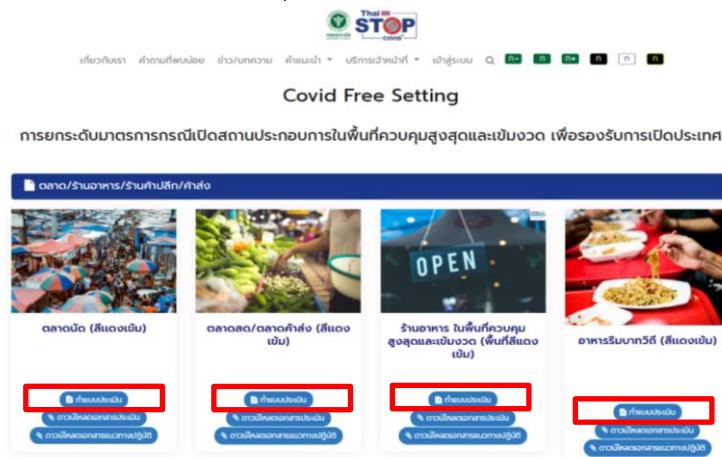 Thai
STOP
COVID
เกี่ยวกับเรา คำถามที่พบบ่อย ข่าว/บทความ คำแนะนำ บริการเจ้าหน้าที่ เข้าสู่ระบบ ก- ก ก+ ก ก ก
Covid Free Setting
การยกระดับมาตรการกรณีเปิดสถานประกอบการในพื้นที่ควบคุมสูงสุดและเข้มงวด เพื่อรองรับการเปิดประเทศ
ตลาด/ร้านอาหาร/ร้านค้าปลีก/ค้าส่ง
OPEN
ตลาดนัด (สีแดงเข้ม)
ตลาดสด/ตลาดค้าส่ง (สีแดง
เข้ม)
ร้านอาหาร ในพื้นที่ควบคุม
สูงสุดและเข้มงวด (พื้นที่สีแดง
เข้ม)
อาหารริมบาทวิถี (สีแดงเข้ม)
ทำแบบประเมิน
ดาวน์โหลดเอกสารประเมิน
ดาวน์โหลดเอกสารแนวทางปฏิบัติ
ทำแบบประเมิน
ดาวน์โหลดเอกสารประเมิน
ดาวน์โหลดเอกสารแนวทางปฏิบัติ
ทำแบบประเมิน
ดาวน์โหลดเอกสารประเมิน
ดาวน์โหลดเอกสารแนวทางปฏิบัติ
ทำแบบประเมิน
ดาวน์โหลดเอกสารประเมิน
ดาวน์โหลดเอกสารแนวทางปฏิบัติ